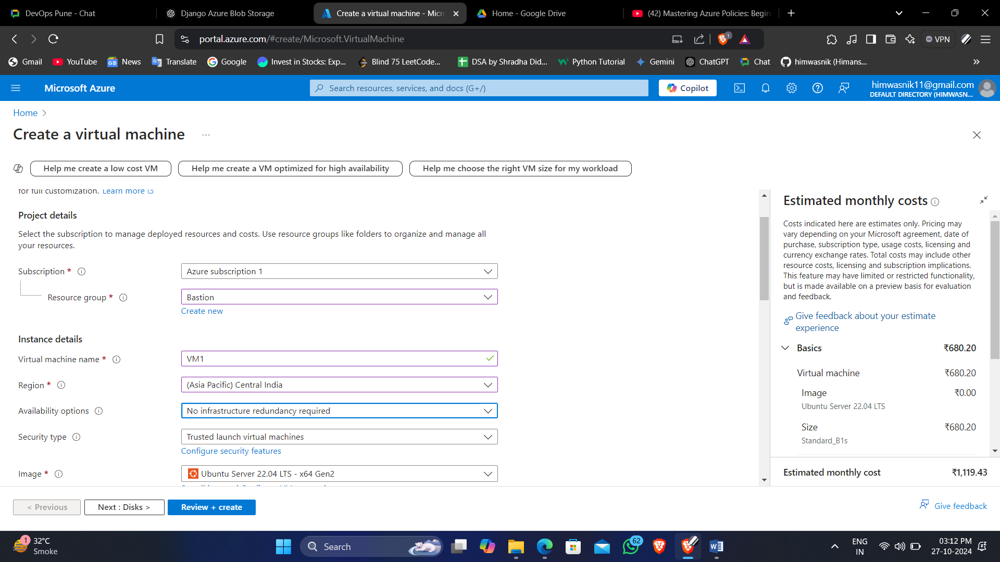 DevOps Pune - Chat
Django Azure Blob Storage
Create a virtual machine - Micro
Home - Google Drive
(42) Mastering Azure Policies: Begin
portal.azure.com/#create/Microsoft.VirtualMachine
1
VPN
Gmail
YouTube
News
Translate
Google
Invest in Stocks: Exp...
Blind 75 LeetCode...
DSA by Shradha Did...
Python Tutorial
Gemini
ChatGPT
Chat
himwasnik (Himans...
Microsoft Azure
Search resources, services, and docs (G+/)
Copilot
himwasnik11@gmail.com
DEFAULT DIRECTORY (HIMWASN...
Home
Create a virtual machine
...
Help me create a low cost VM
Help me create a VM optimized for high availability
Help me choose the right VM size for my workload
for full customization. Learn more
Project details
Select the subscription to manage deployed resources and costs. Use resource groups like folders to organize and manage all
your resources.
Subscription *
Azure subscription 1
Resource group *
Bastion
Create new
Instance details
Virtual machine name *
VM1
Region *
(Asia Pacific) Central India
Availability options
No infrastructure redundancy required
Security type
Trusted launch virtual machines
Configure security features
Image *
Ubuntu Server 22.04 LTS - x64 Gen2
Estimated monthly costs
Costs indicated here are estimates only. Pricing may
vary depending on your Microsoft agreement, date of
purchase, subscription type, usage costs, licensing and
currency exchange rates. Total costs may include other
resource costs, licensing and subscription implications.
This feature may have limited or restricted functionality,
but is made available on a preview basis for evaluation
and feedback.
Give feedback about your estimate
experience
Basics ₹680.20
Virtual machine ₹680.20
Image ₹0.00
Ubuntu Server 22.04 LTS
Size ₹680.20
Standard_B1s
Estimated monthly cost ₹1,119.43
< Previous
Next : Disks >
Review + create
Give feedback
1
32°C
Smoke
Search
62
ENG
IN
03:12 PM
27-10-2024